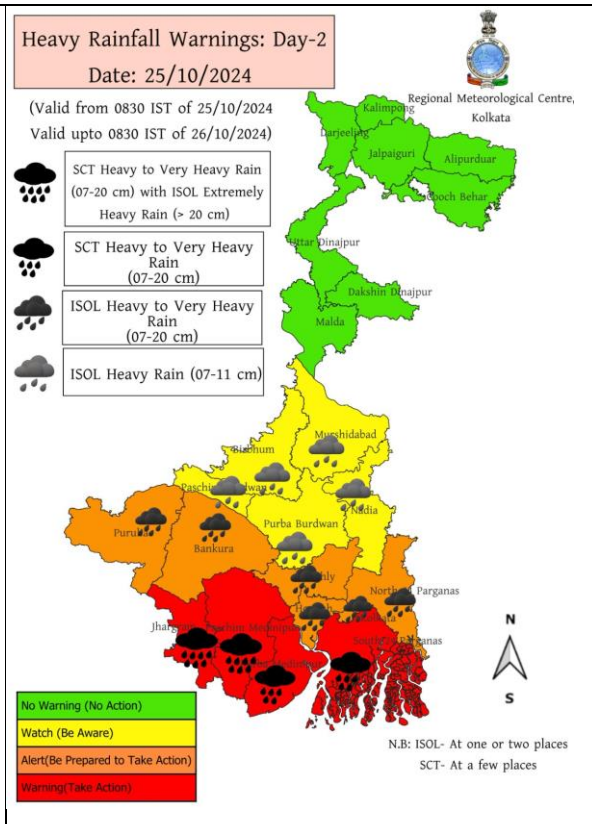 Heavy Rainfall Warnings: Day-2
Date: 25/10/2024
(Valid from 0830 IST of 25/10/2024
Valid upto 0830 IST of 26/10/2024)
Regional Meteorological Centre,
Kolkata
SCT Heavy to Very Heavy Rain
(07-20 cm) with ISOL Extremely
Heavy Rain (> 20 cm)
SCT Heavy to Very Heavy
Rain
(07-20 cm)
ISOL Heavy to Very Heavy
Rain
(07-20 cm)
ISOL Heavy Rain (07-11 cm)
Kalimpong
Darjeeling
Jalpaiguri
Alipurduar
Cooch Behar
Uttar Dinajpur
Dakshin Dinajpur
Malda
Murshidabad
Birbhum
Nadia
Purba Burdwan
Bankura
North 24 Parganas
N
S
No Warning (No Action)
Watch (Be Aware)
Alert(Be Prepared to Take Action)
Warning(Take Action)
N.B: ISOL- At one or two places
SCT- At a few places